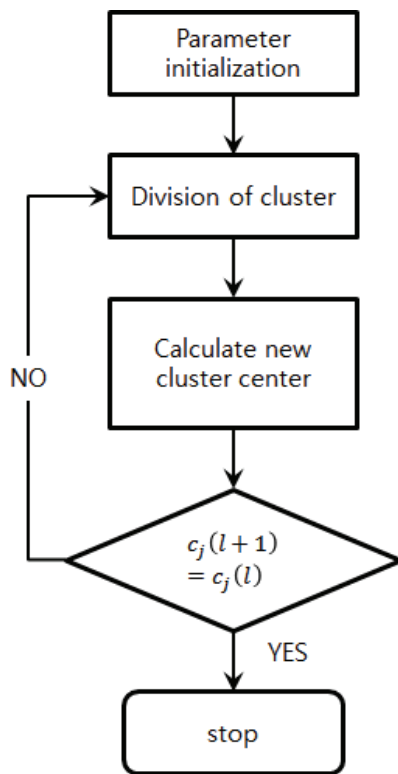 Parameter
initialization
Division of cluster
Calculate new
cluster center
NO
c_j(l + 1)
= c_j(l)
YES
stop